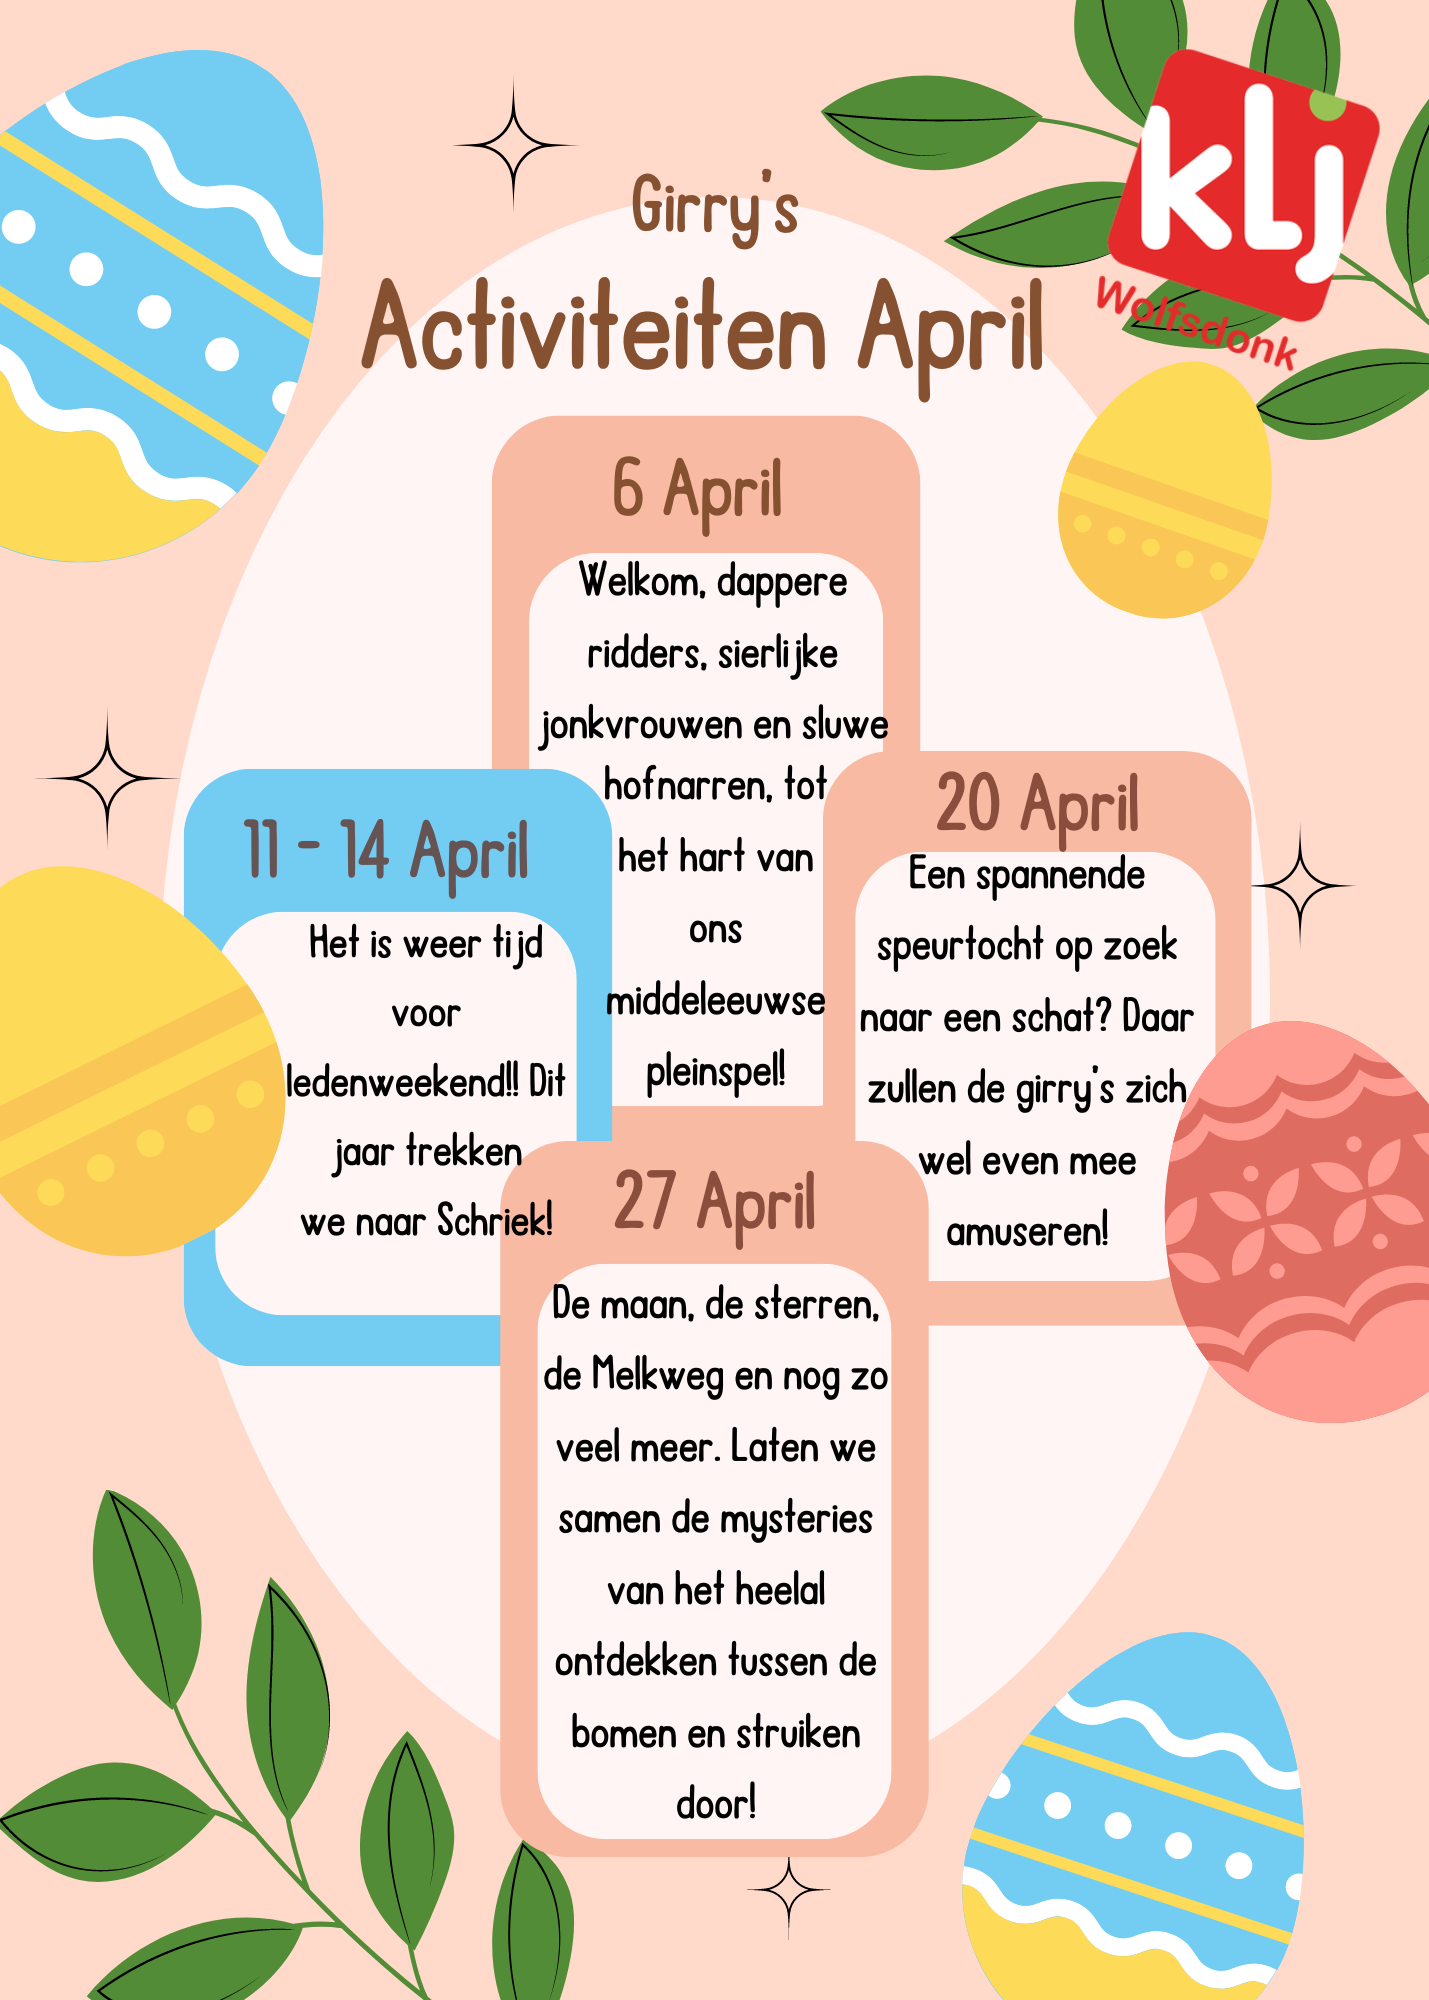 klj
Wolfsdonk
Girry's
Activiteiten April
6 April
Welkom, dappere
ridders, sierlijke
jonkvrouwen en sluwe
hofnarren, tot
het hart van
ons
middeleeuwse
pleinspel!
11 - 14 April
Het is weer tijd
voor
ledenweekend!! Dit
jaar trekken
we naar Schriek!
20 April
Een spannende
speurtocht op zoek
naar een schat? Daar
zullen de girry's zich
wel even mee
amuseren!
27 April
De maan, de sterren,
de Melkweg en nog zo
veel meer. Laten we
samen de mysteries
van het heelal
ontdekken tussen de
bomen en struiken
door!